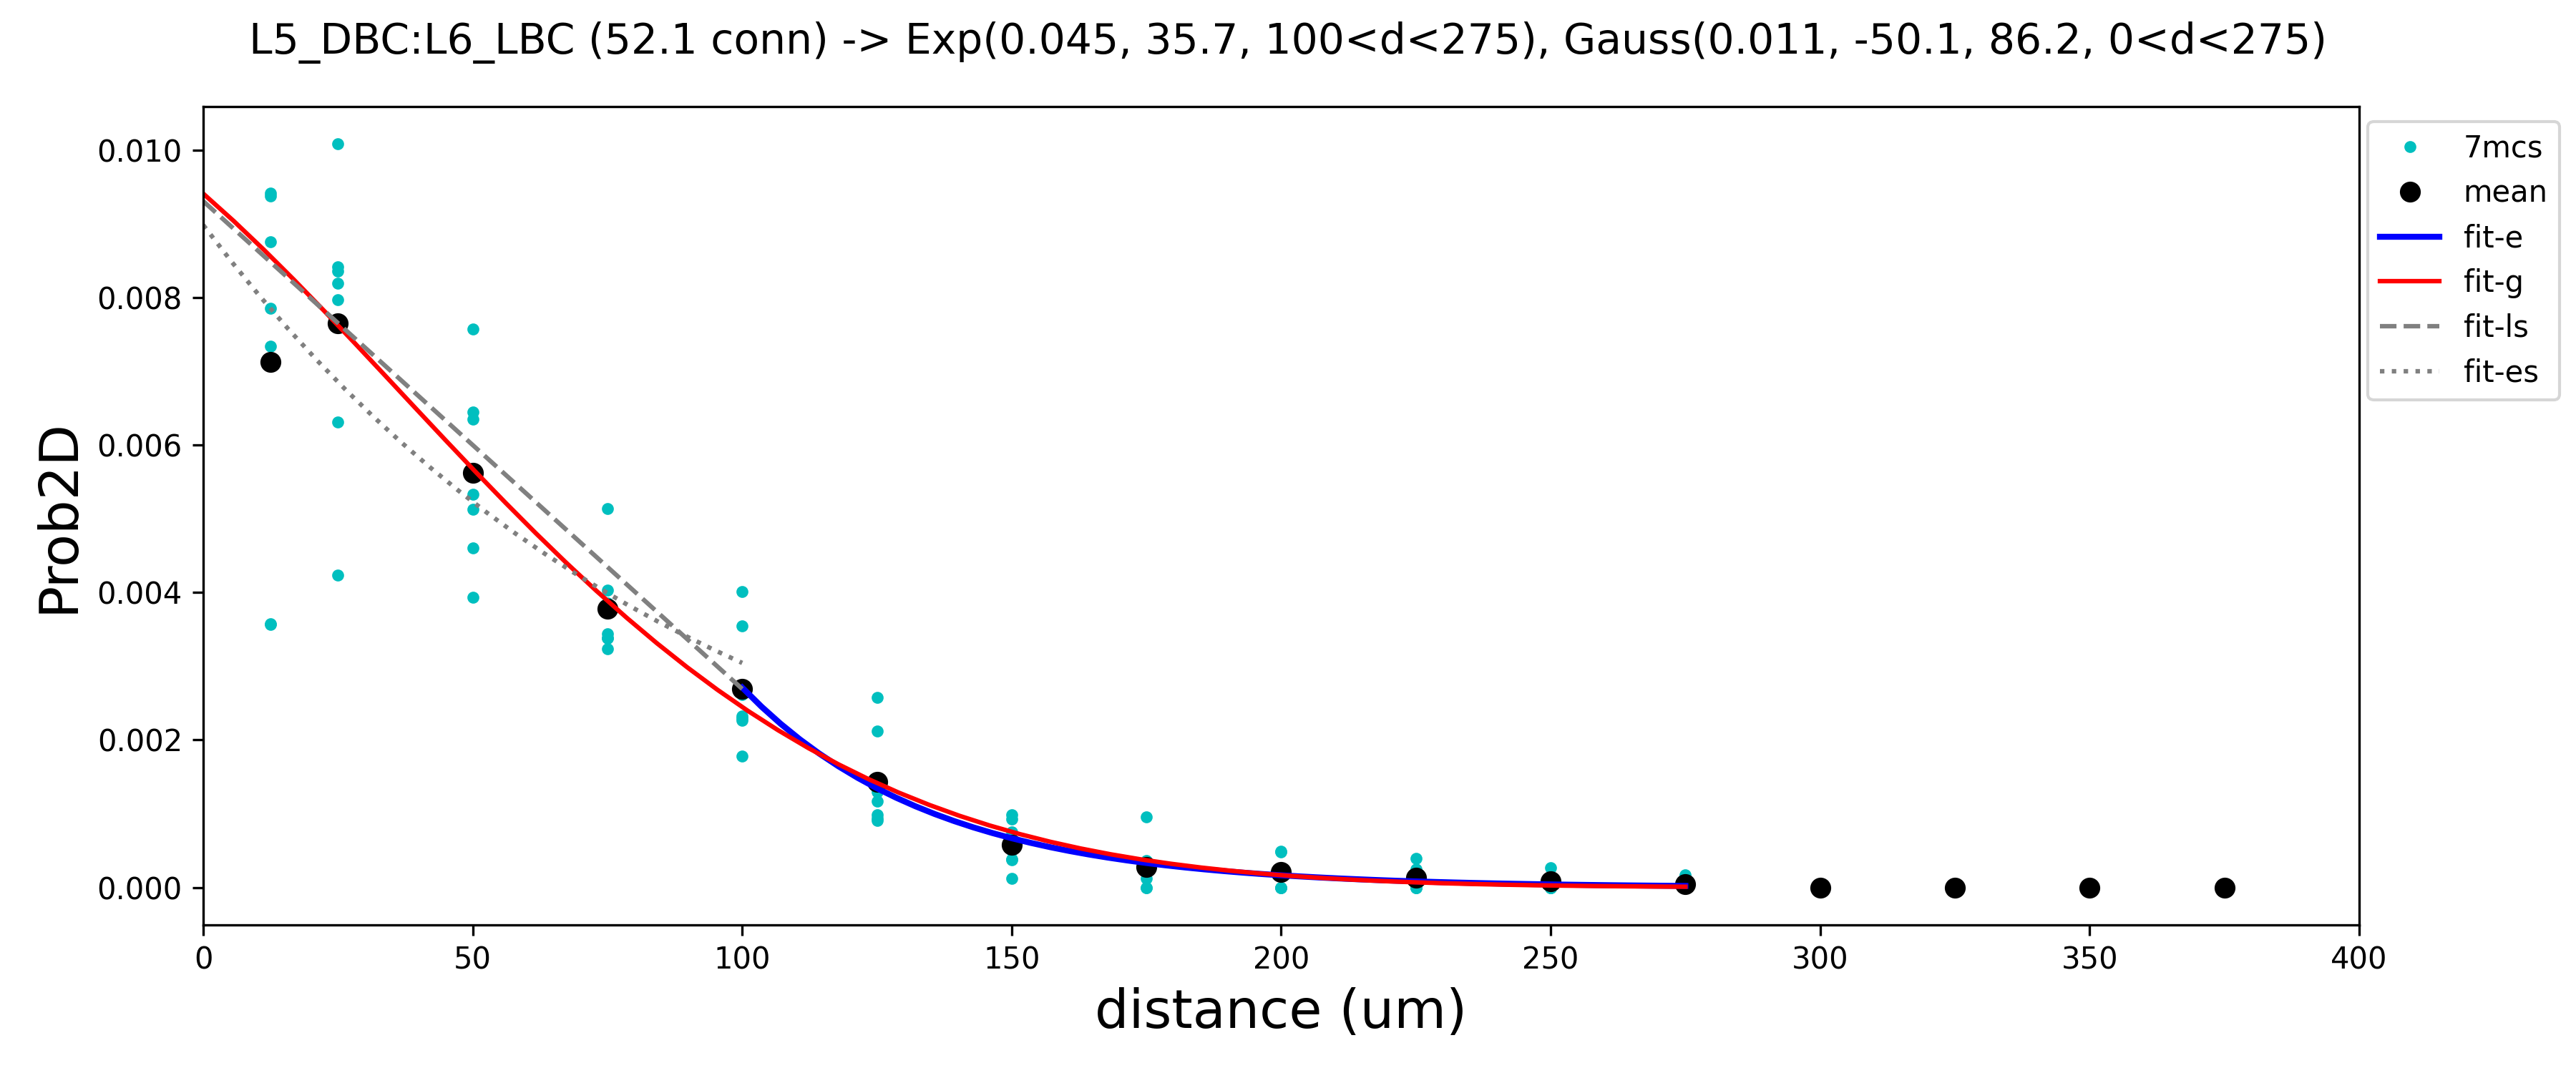 L5_DBC:L6_LBC (52.1 conn) -> Exp(0.045, 35.7, 100<d<275), Gauss(0.011, -50.1, 86.2, 0<d<275)
0.010
0.008
0.006
0.004
0.002
0.000
Prob2D
0 50 100 150 200 250 300 350 400
distance (um)
7mcs
mean
fit-e
fit-g
fit-ls
fit-es